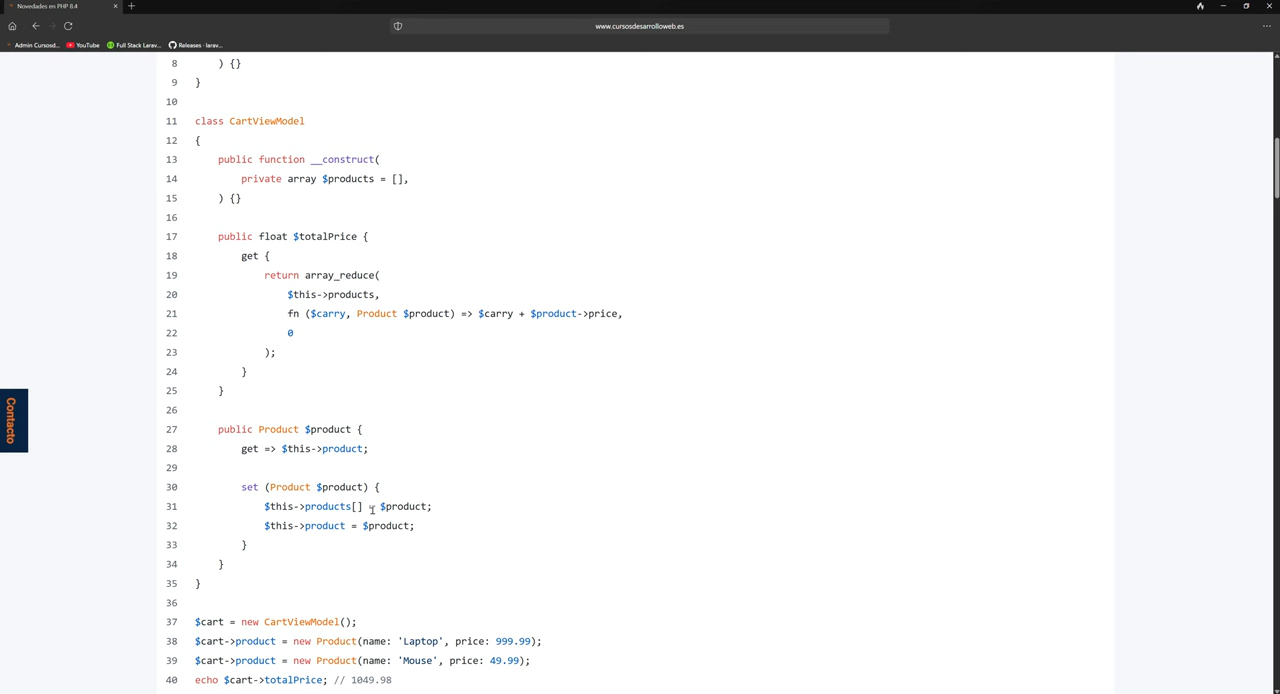 Novedades en PHP 8.4
www.cursosdesarrolloweb.es
Admin Cursosd... YouTube Full Stack Larav... Releases · larav...
8 ) {}
9 }
10
11 class CartViewModel
12 {
13 public function __construct(
14 private array $products = [],
15 ) {}
16
17 public float $totalPrice {
18 get {
19 return array_reduce(
20 $this->products,
21 fn ($carry, Product $product) => $carry + $product->price,
22 0
23 );
24 }
25 }
26
27 public Product $product {
28 get => $this->product;
29
30 set (Product $product) {
31 $this->products[] = $product;
32 $this->product = $product;
33 }
34 }
35 }
36
37 $cart = new CartViewModel();
38 $cart->product = new Product(name: 'Laptop', price: 999.99);
39 $cart->product = new Product(name: 'Mouse', price: 49.99);
40 echo $cart->totalPrice; // 1049.98
Contacto